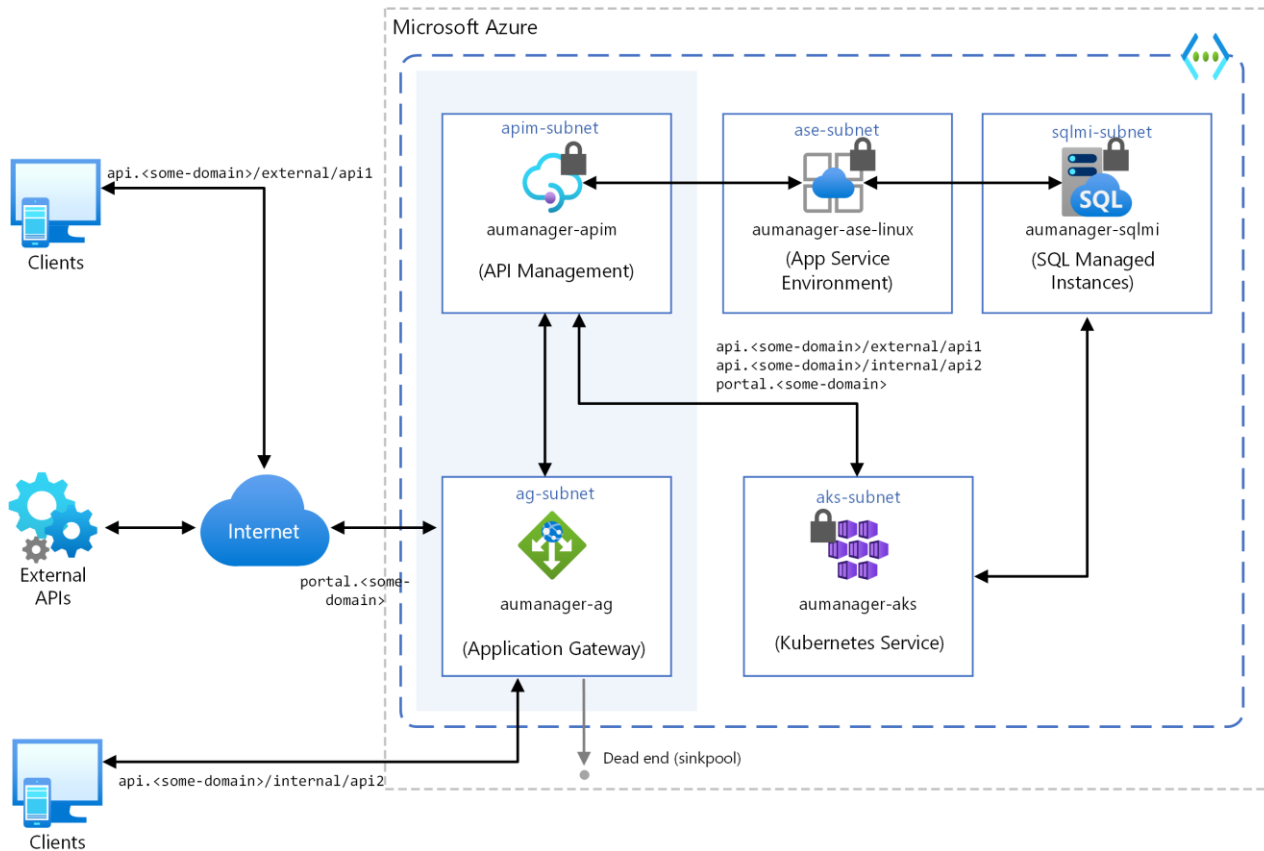 Microsoft Azure
apim-subnet
aumanager-apim
(API Management)
ase-subnet
aumanager-ase-linux
(App Service
Environment)
sqlmi-subnet
SQL
aumanager-sqlmi
(SQL Managed
Instances)
api.<some-domain>/external/api1
Clients
api.<some-domain>/external/api1
api.<some-domain>/internal/api2
portal.<some-domain>
External
APIs
Internet
portal.<some-
domain>
ag-subnet
aumanager-ag
(Application Gateway)
aks-subnet
aumanager-aks
(Kubernetes Service)
Dead end (sinkpool)
api.<some-domain>/internal/api2
Clients